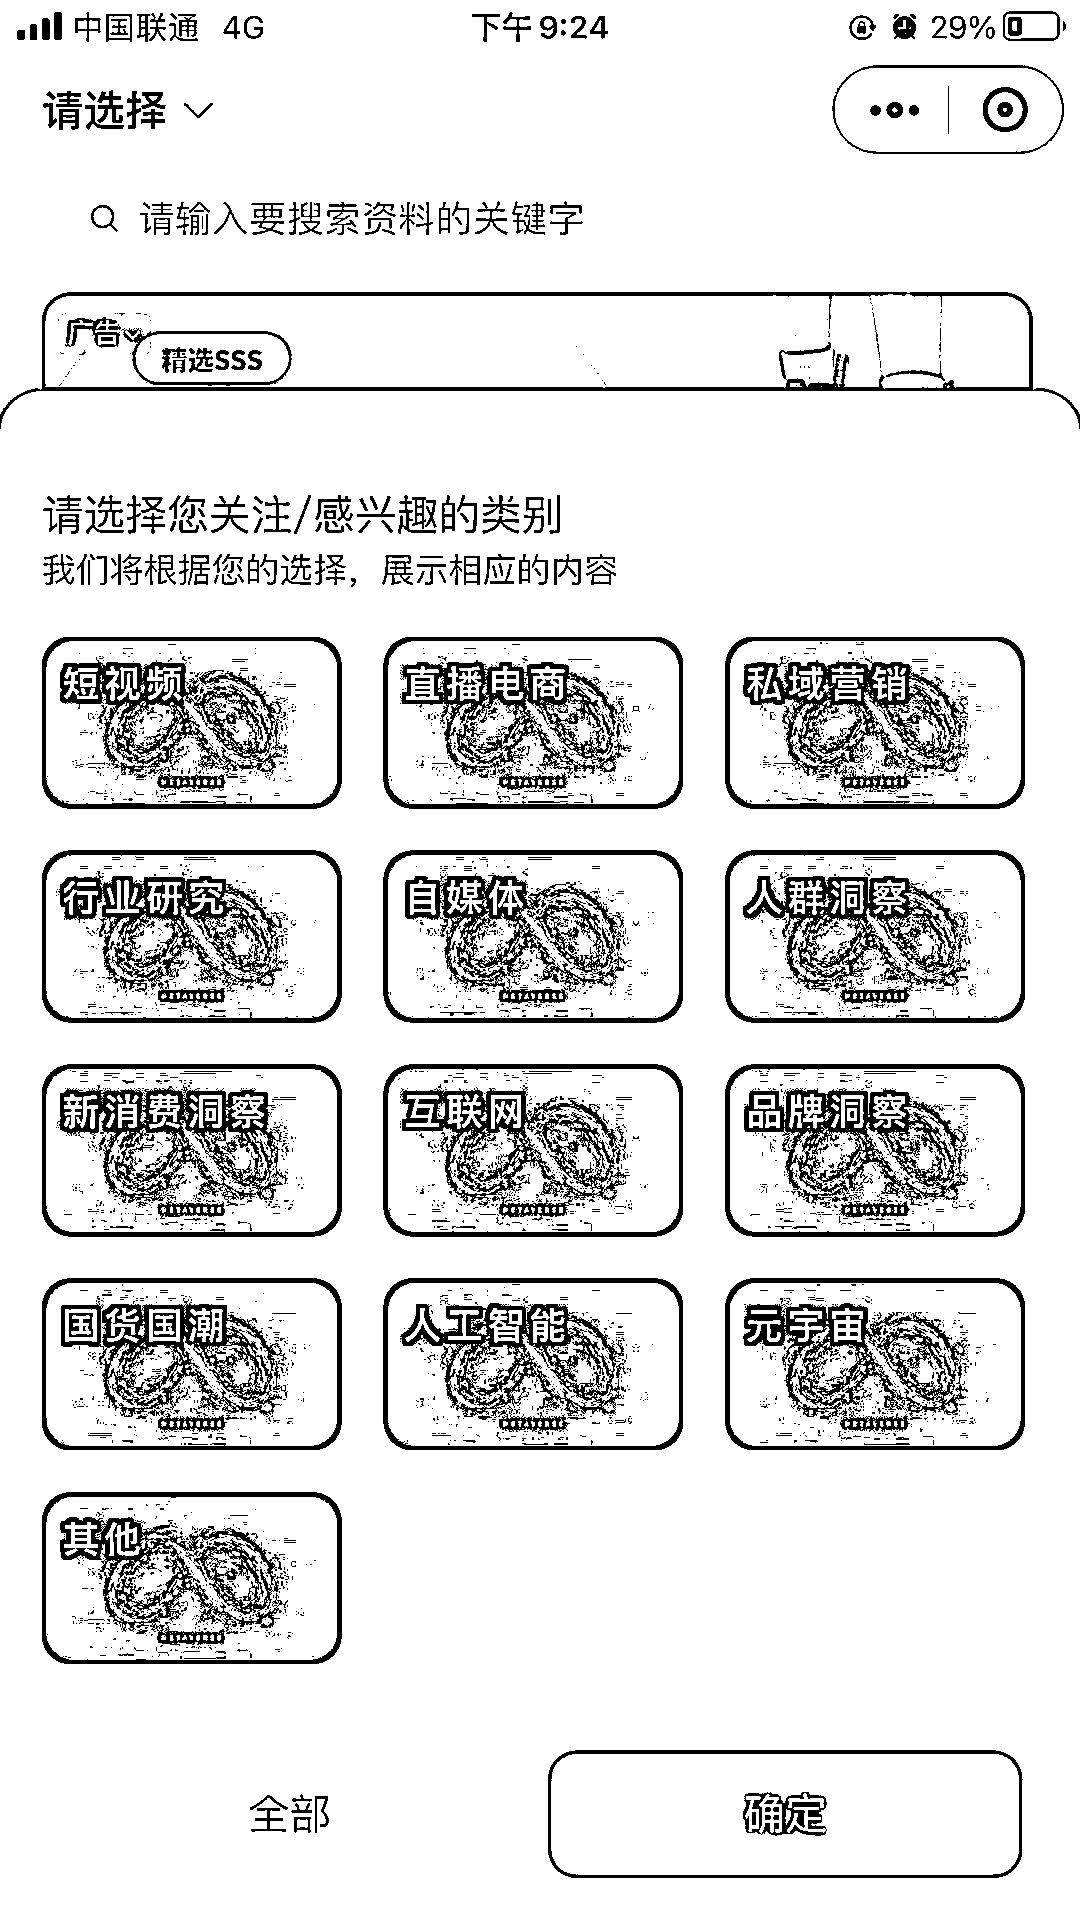 中国联通 4G 下午9:24 29%
请选择
请输入要搜索资料的关键字
广告
精选SSS
请选择您关注/感兴趣的类别
我们将根据您的选择，展示相应的内容
短视频 直播电商 私域营销
行业研究 自媒体 人群洞察
新消费洞察 互联网 品牌洞察
国货国潮 人工智能 元宇宙
其他
全部 确定